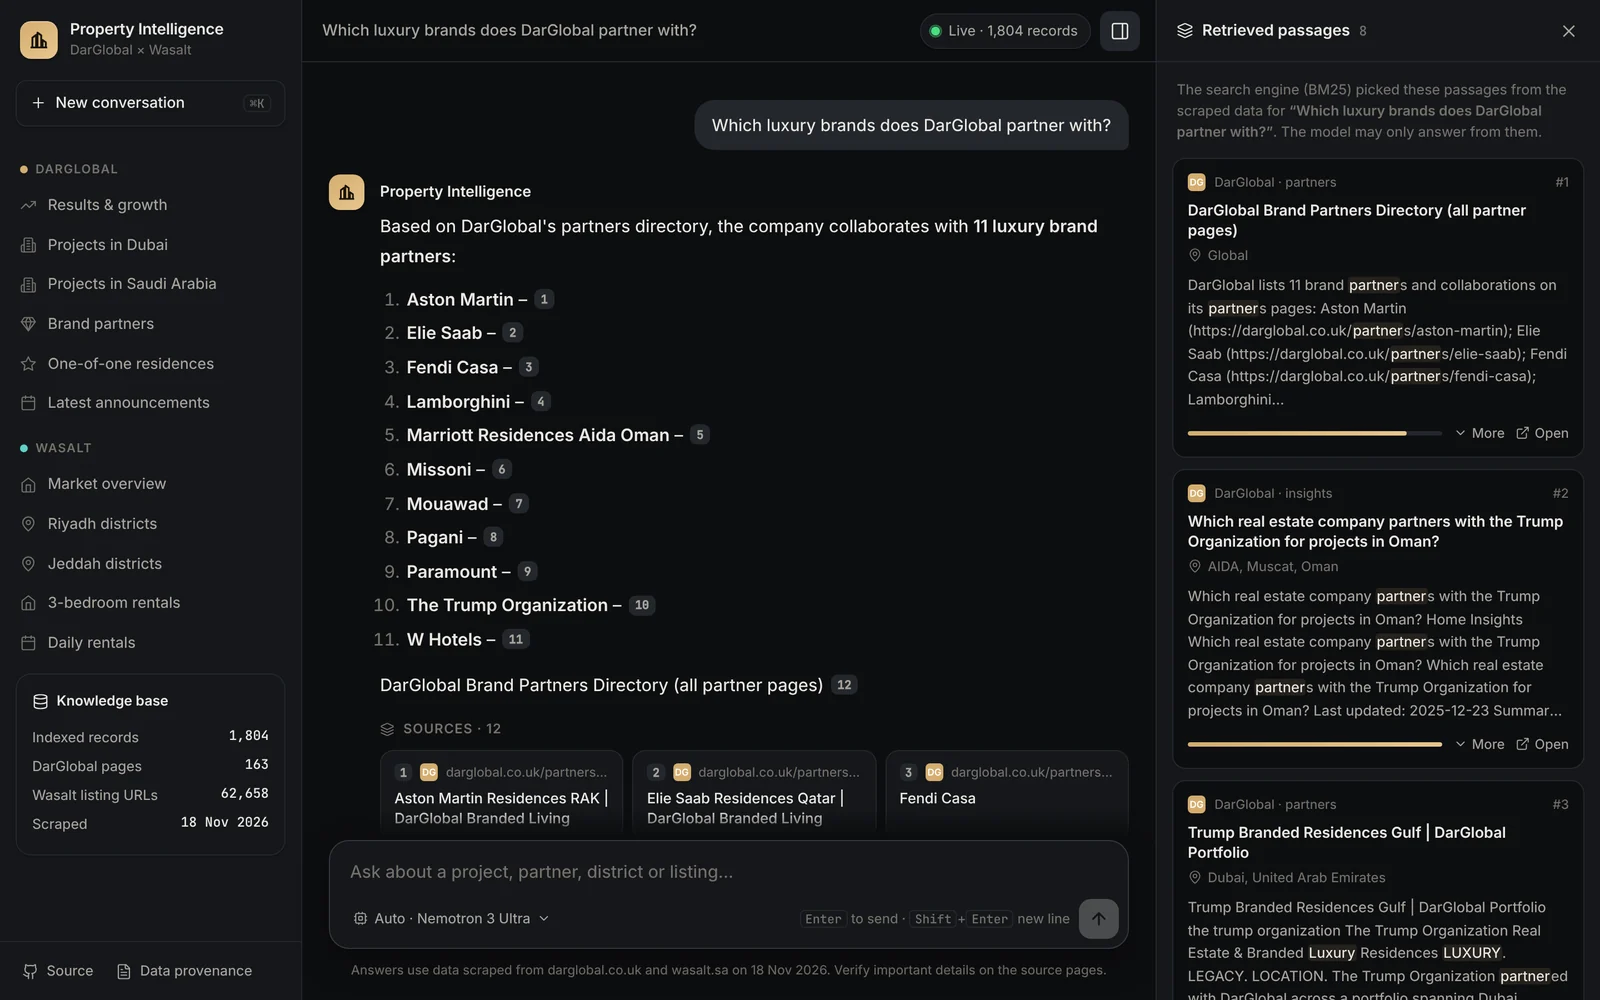 Property Intelligence
DarGlobal × Wasalt
New conversation
⌘K
DARGLOBAL
Results & growth
Projects in Dubai
Projects in Saudi Arabia
Brand partners
One-of-one residences
Latest announcements
WASALT
Market overview
Riyadh districts
Jeddah districts
3-bedroom rentals
Daily rentals
Knowledge base
Indexed records 1,804
DarGlobal pages 163
Wasalt listing URLs 62,658
Scraped 18 Nov 2026
Source
Data provenance
Which luxury brands does DarGlobal partner with?
Live · 1,804 records
Which luxury brands does DarGlobal partner with?
Property Intelligence
Based on DarGlobal's partners directory, the company collaborates with 11 luxury brand
partners:
1. Aston Martin – 1
2. Elie Saab – 2
3. Fendi Casa – 3
4. Lamborghini – 4
5. Marriott Residences Aida Oman – 5
6. Missoni – 6
7. Mouawad – 7
8. Pagani – 8
9. Paramount – 9
10. The Trump Organization – 10
11. W Hotels – 11
DarGlobal Brand Partners Directory (all partner pages) 12
SOURCES · 12
1 DG darglobal.co.uk/partners...
Aston Martin Residences RAK |
DarGlobal Branded Living
2 DG darglobal.co.uk/partners...
Elie Saab Residences Qatar |
DarGlobal Branded Living
3 DG darglobal.co.uk/partners...
Fendi Casa
Ask about a project, partner, district or listing...
Auto · Nemotron 3 Ultra
Enter to send · Shift + Enter new line
Answers use data scraped from darglobal.co.uk and wasalt.sa on 18 Nov 2026. Verify important details on the source pages.
Retrieved passages 8
The search engine (BM25) picked these passages from the
scraped data for “Which luxury brands does DarGlobal
partner with?”. The model may only answer from them.
DG DarGlobal · partners #1
DarGlobal Brand Partners Directory (all partner
pages)
Global
DarGlobal lists 11 brand partners and collaborations on
its partners pages: Aston Martin
(https://darglobal.co.uk/partners/aston-martin); Elie
Saab (https://darglobal.co.uk/partners/elie-saab); Fendi
Casa (https://darglobal.co.uk/partners/fendi-casa);
Lamborghini...
More Open
DG DarGlobal · insights #2
Which real estate company partners with the Trump
Organization for projects in Oman?
AIDA, Muscat, Oman
Which real estate company partners with the Trump
Organization for projects in Oman? Home Insights
Which real estate company partners with the Trump
Organization for projects in Oman? Which real estate
company partners with the Trump Organization for
projects in Oman? Last updated: 2025-12-23 Summar...
More Open
DG DarGlobal · partners #3
Trump Branded Residences Gulf | DarGlobal
Portfolio
Dubai, United Arab Emirates
Trump Branded Residences Gulf | DarGlobal Portfolio
the trump organization The Trump Organization Real
Estate & Branded Luxury Residences LUXURY.
LEGACY. LOCATION. The Trump Organization partnered
with DarGlobal across a portfolio spanning Dubai,